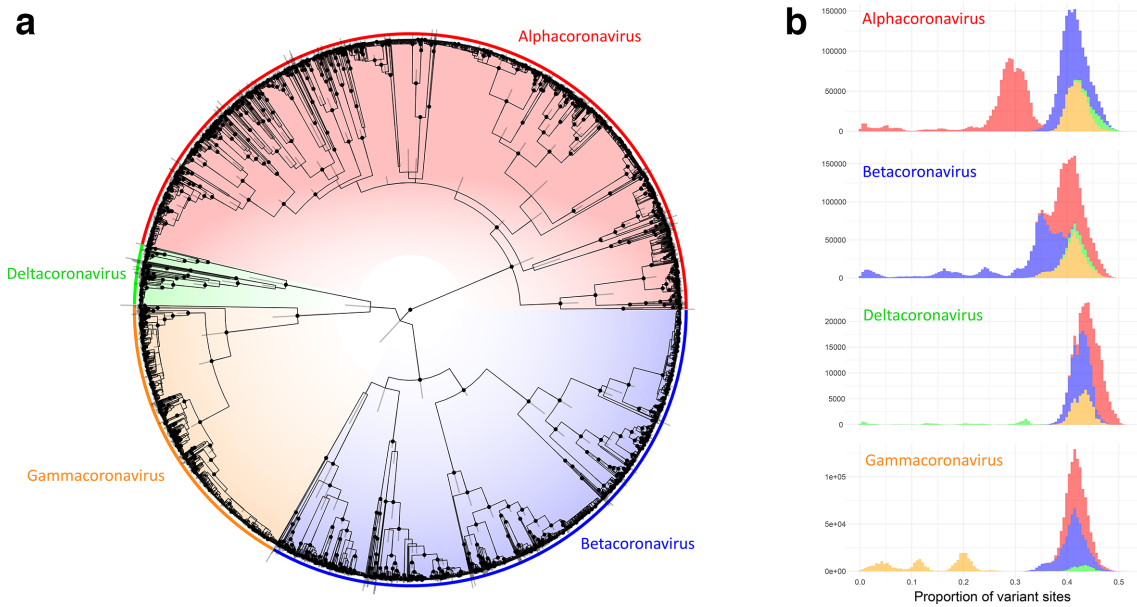 a
Alphacoronavirus
Deltacoronavirus
Gammacoronavirus
Betacoronavirus
b
Alphacoronavirus
150000
100000
50000
0
Betacoronavirus
150000
100000
50000
0
Deltacoronavirus
20000
15000
10000
5000
0
Gammacoronavirus
1e+05
5e+04
0e+00
0.0 0.1 0.2 0.3 0.4 0.5
Proportion of variant sites